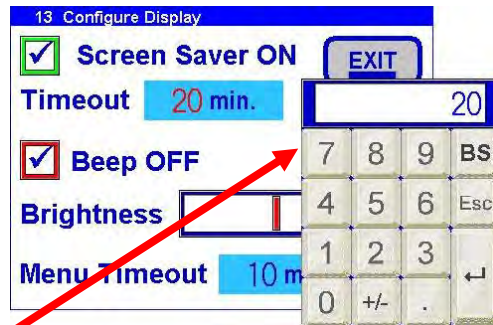 13 Configure Display
Screen Saver ON
EXIT
Timeout 20 min.
20
7 8 9 BS
Beep OFF
4 5 6 Esc
Brightness
1 2 3 ↵
Menu Timeout 10 m
0 +/- .